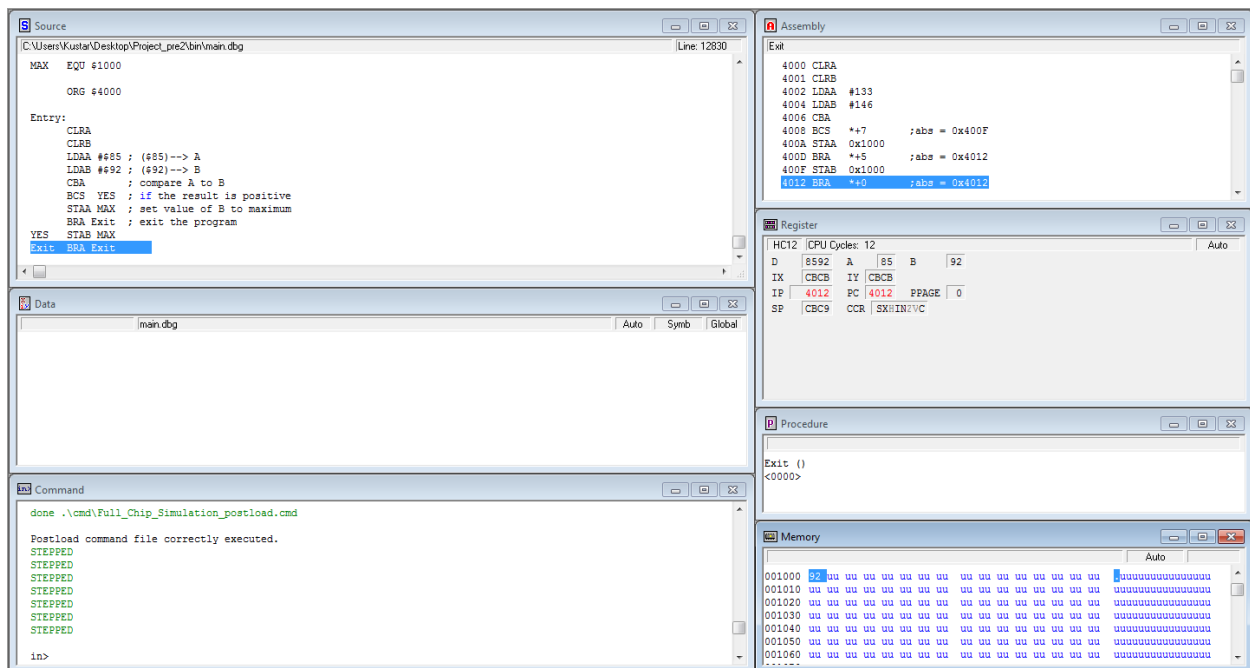 Source
C:\Users\Kustar\Desktop\Project_pre2\bin\main.dbg Line: 12830
MAX EQU $1000
ORG $4000
Entry:
CLRA
CLRB
LDAA #$85 ; ($85)--> A
LDAB #$92 ; ($92)--> B
CBA ; compare A to B
BCS YES ; if the result is positive
STAA MAX ; set value of B to maximum
BRA Exit ; exit the program
YES STAB MAX
Exit BRA Exit
Data
main.dbg Auto Symb Global
Command
done .\cmd\Full_Chip_Simulation_postload.cmd
Postload command file correctly executed.
STEPPED
STEPPED
STEPPED
STEPPED
STEPPED
STEPPED
STEPPED
in>
Assembly
Exit
4000 CLRA
4001 CLRB
4002 LDAA #133
4004 LDAB #146
4006 CBA
4008 BCS *+7 ;abs = 0x400F
400A STAA 0x1000
400D BRA *+5 ;abs = 0x4012
400F STAB 0x1000
4012 BRA *+0 ;abs = 0x4012
Register
HC12 CPU Cycles: 12 Auto
D 8592 A 85 B 92
IX CBCB IY CBCB
IP 4012 PC 4012 PPAGE 0
SP CBC9 CCR SXHINZVC
Procedure
Exit ()
<0000>
Memory
Auto
001000 92 uu uu uu uu uu uu uu uu uu uu uu uu uu uu uu .uuuuuuuuuuuuuuu
001010 uu uu uu uu uu uu uu uu uu uu uu uu uu uu uu uu uuuuuuuuuuuuuuuu
001020 uu uu uu uu uu uu uu uu uu uu uu uu uu uu uu uu uuuuuuuuuuuuuuuu
001030 uu uu uu uu uu uu uu uu uu uu uu uu uu uu uu uu uuuuuuuuuuuuuuuu
001040 uu uu uu uu uu uu uu uu uu uu uu uu uu uu uu uu uuuuuuuuuuuuuuuu
001050 uu uu uu uu uu uu uu uu uu uu uu uu uu uu uu uu uuuuuuuuuuuuuuuu
001060 uu uu uu uu uu uu uu uu uu uu uu uu uu uu uu uu uuuuuuuuuuuuuuuu